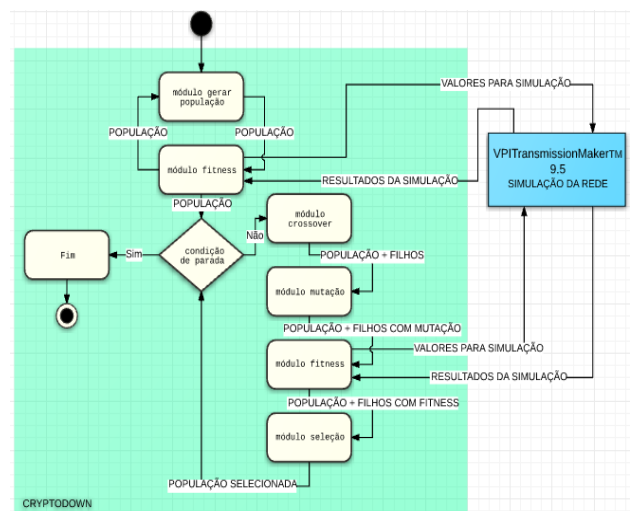 módulo gerar
população
VALORES PARA SIMULAÇÃO
POPULAÇÃO
POPULAÇÃO
VPITransmissionMakerTM
9.5
SIMULAÇÃO DA REDE
módulo fitness
RESULTADOS DA SIMULAÇÃO
POPULAÇÃO
módulo
crossover
Não
condição
de parada
Sim
Fim
POPULAÇÃO + FILHOS
módulo mutação
POPULAÇÃO + FILHOS COM MUTAÇÃO
VALORES PARA SIMULAÇÃO
módulo fitness
RESULTADOS DA SIMULAÇÃO
POPULAÇÃO + FILHOS COM FITNESS
módulo seleção
POPULAÇÃO SELECIONADA
CRYPTODOWN